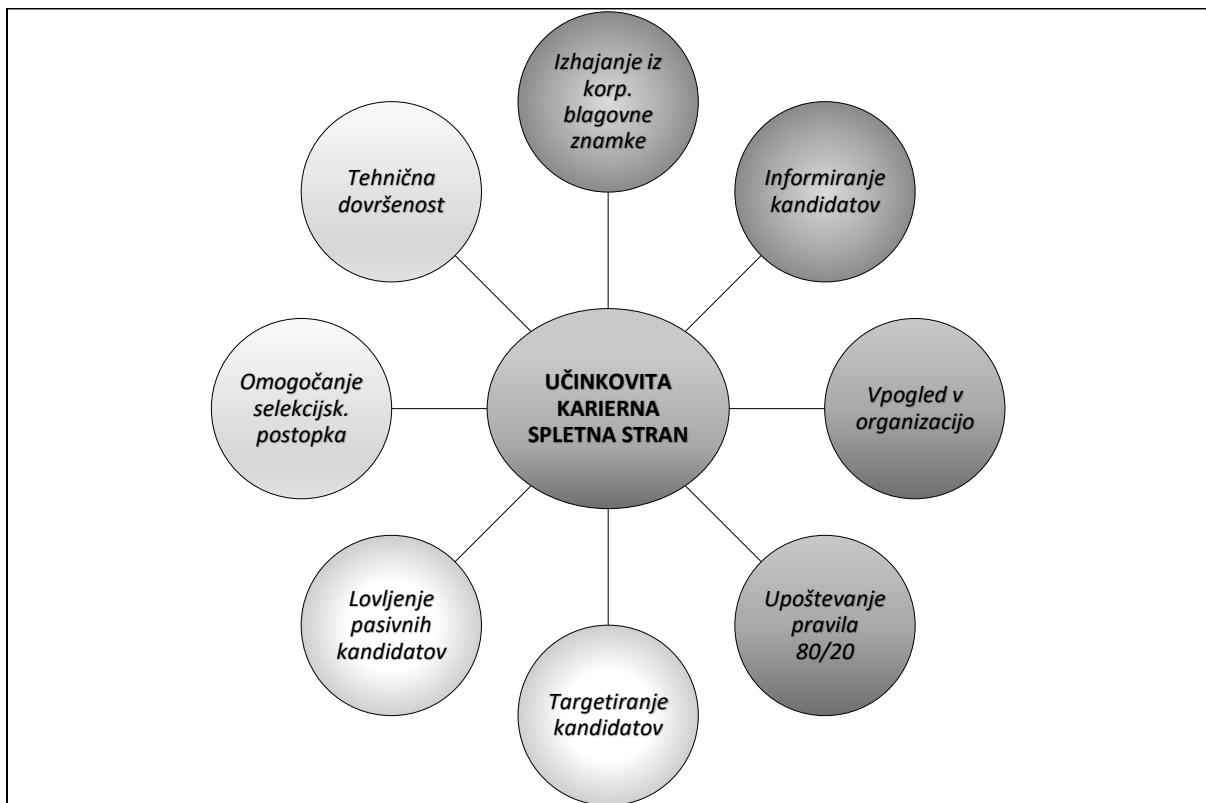 Izhajanje iz
korp.
blagovne
znamke
Informiranje
kandidatov
Vpogled v
organizacijo
Upoštevanje
pravila
80/20
Targetiranje
kandidatov
Lovljenje
pasivnih
kandidatov
Omogočanje
selekcijsk.
postopka
Tehnična
dovršenost
UČINKOVITA
KARIERNA
SPLETNA STRAN